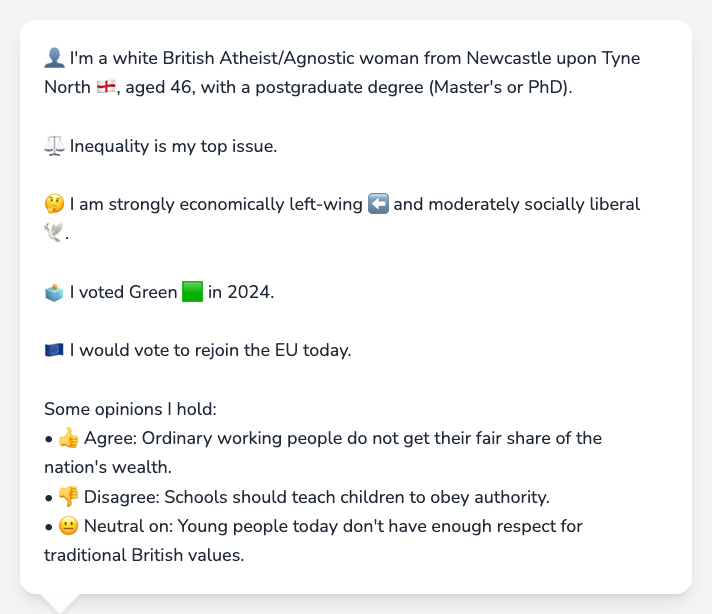 👤 I'm a white British Atheist/Agnostic woman from Newcastle upon Tyne
North 🏴󠁧󠁢󠁥󠁮󠁧󠁿, aged 46, with a postgraduate degree (Master's or PhD).
⚖️ Inequality is my top issue.
🤔 I am strongly economically left-wing ⬅️ and moderately socially liberal
🕊️.
🗳️ I voted Green 🟩 in 2024.
🇪🇺 I would vote to rejoin the EU today.
Some opinions I hold:
• 👍 Agree: Ordinary working people do not get their fair share of the
nation's wealth.
• 👎 Disagree: Schools should teach children to obey authority.
• 😐 Neutral on: Young people today don't have enough respect for
traditional British values.